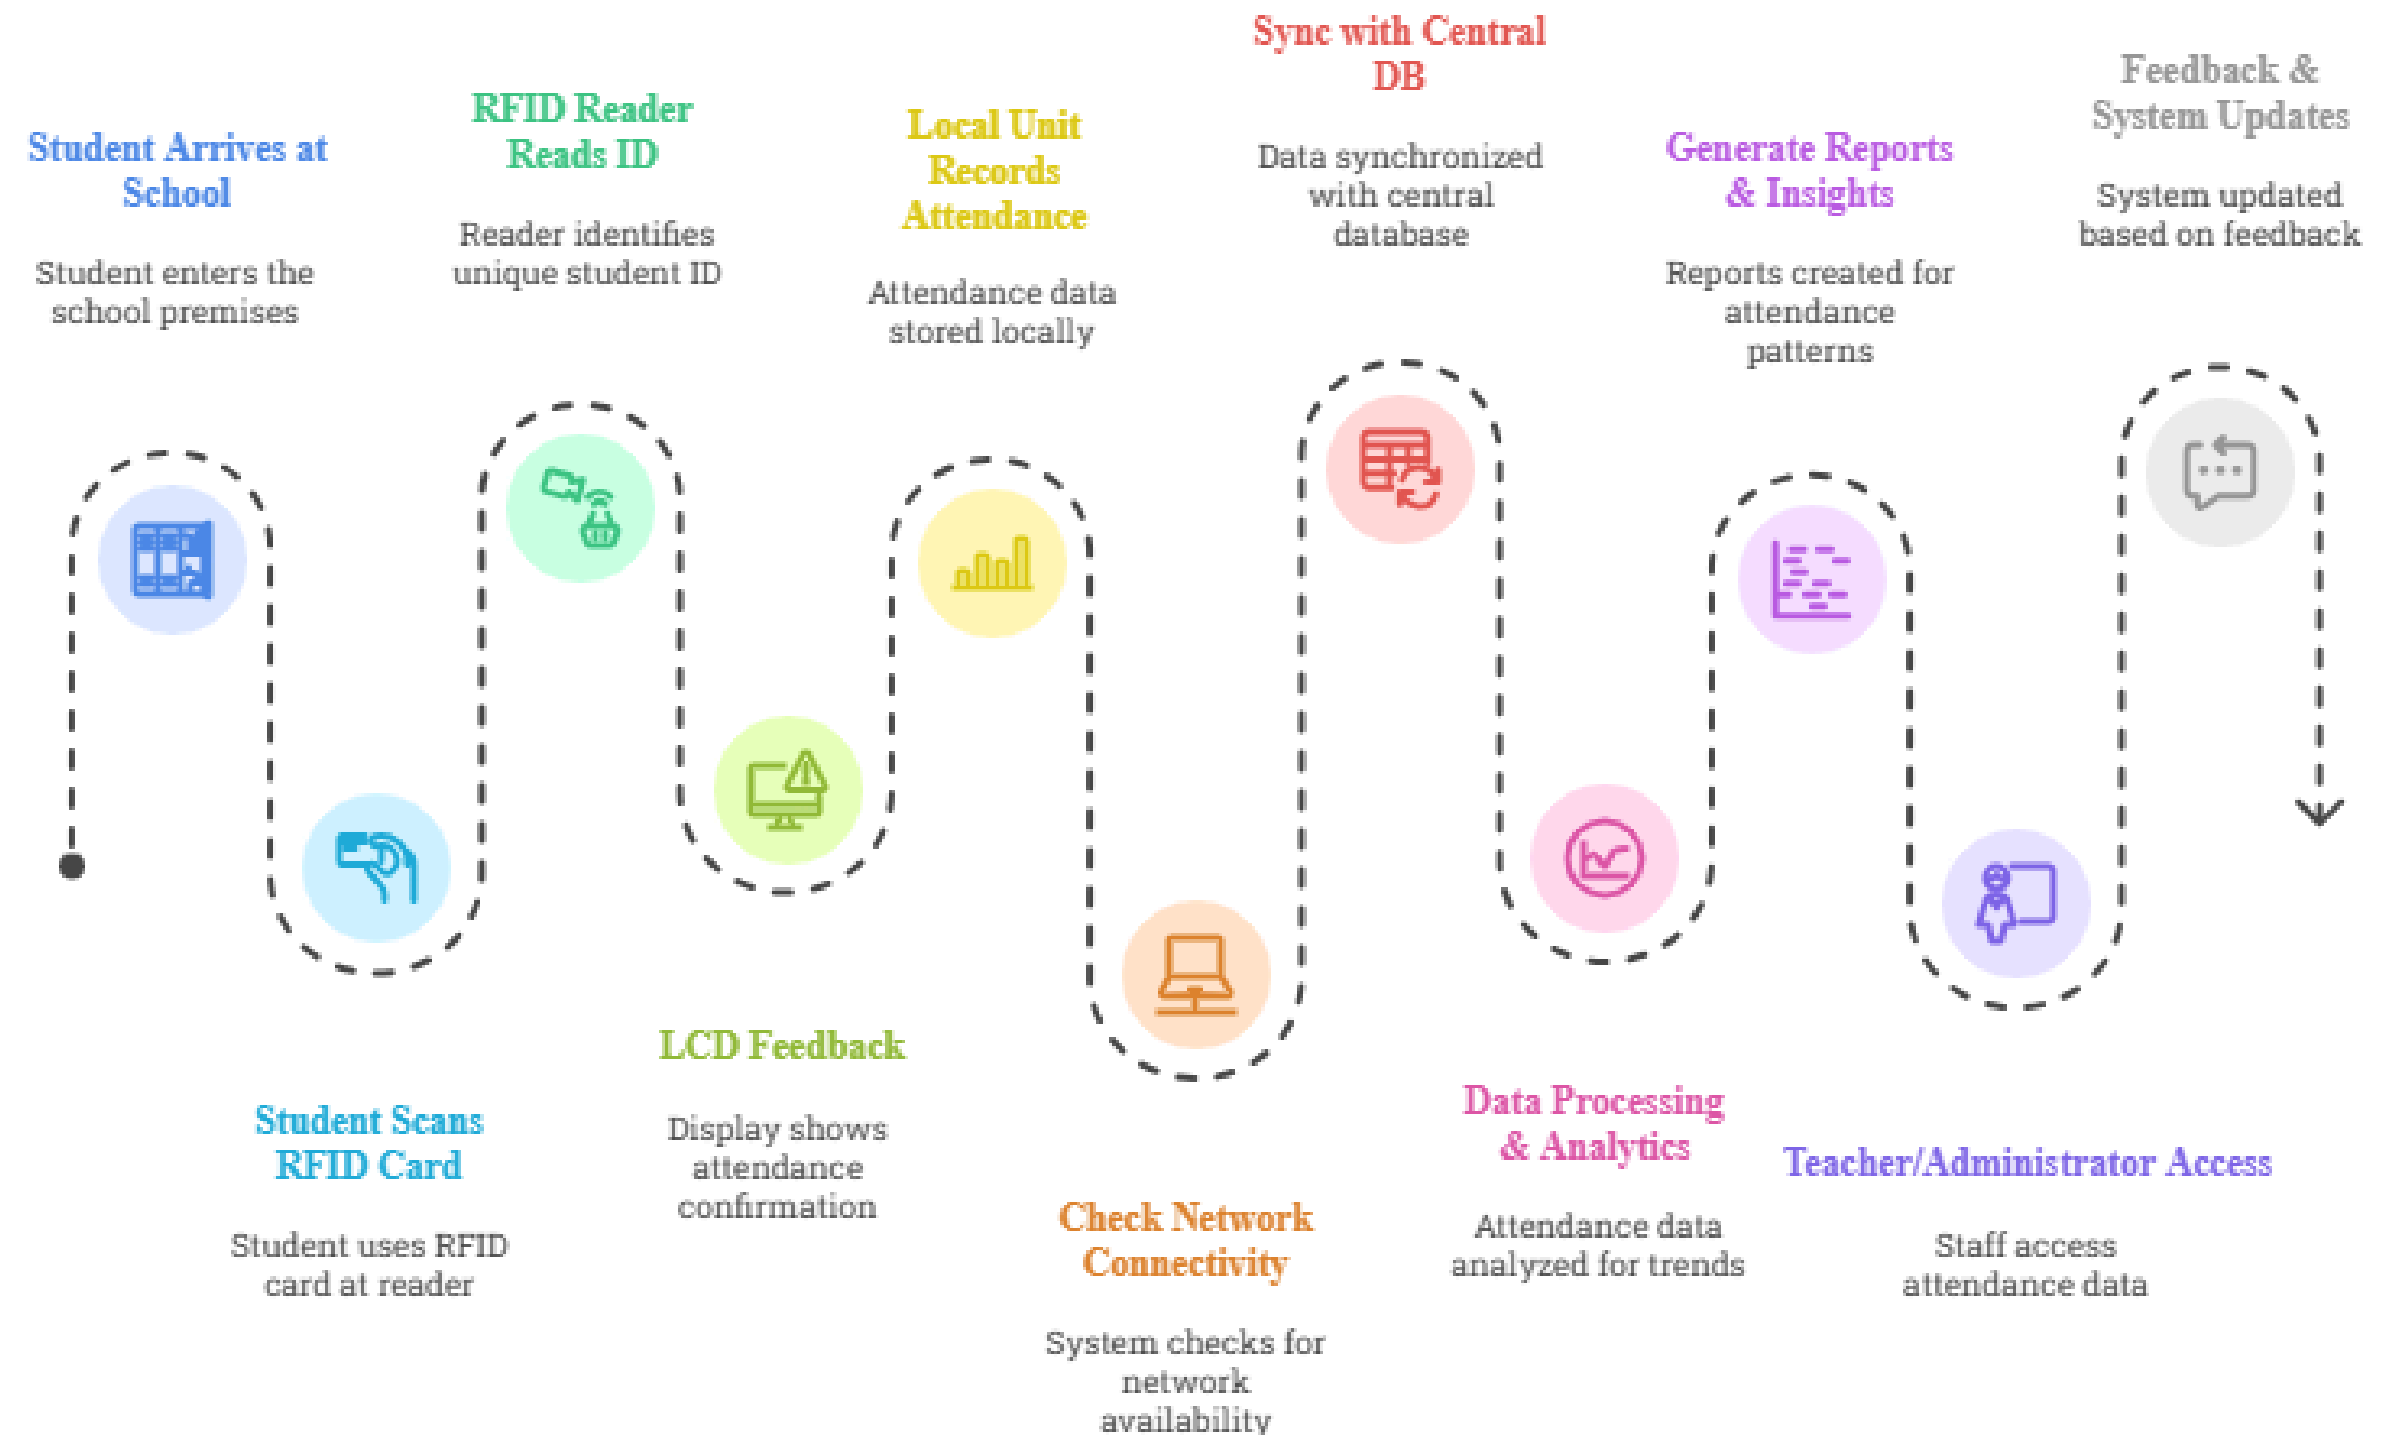 Student Arrives at
School
Student enters the
school premises
Student Scans
RFID Card
Student uses RFID
card at reader
RFID Reader
Reads ID
Reader identifies
unique student ID
LCD Feedback
Display shows
attendance
confirmation
Local Unit
Records
Attendance
Attendance data
stored locally
Check Network
Connectivity
System checks for
network
availability
Sync with Central
DB
Data synchronized
with central
database
Data Processing
& Analytics
Attendance data
analyzed for trends
Generate Reports
& Insights
Reports created for
attendance
patterns
Teacher/Administrator Access
Staff access
attendance data
Feedback &
System Updates
System updated
based on feedback